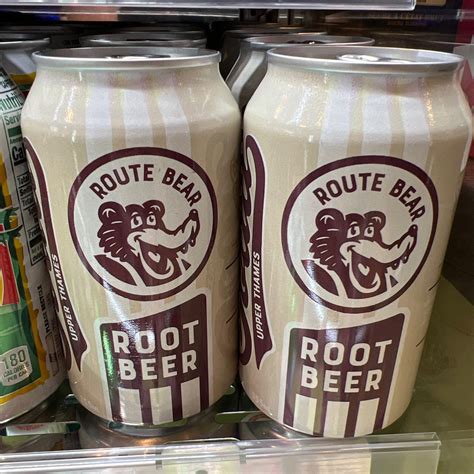 ROUTE BEAR
UPPER THAMES
ROOT
BEER
ROUTE BEAR
UPPER THAMES
ROOT
BEER
180